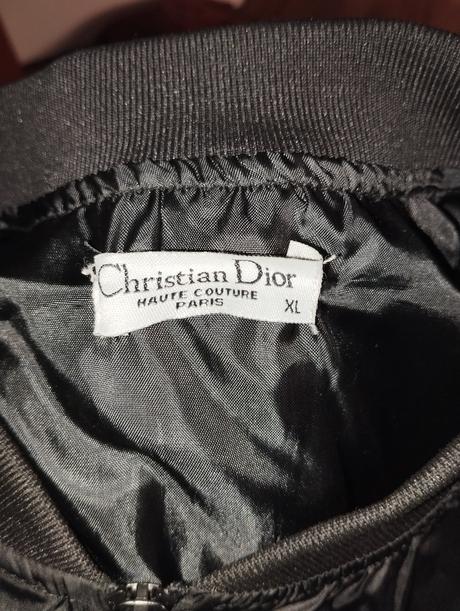 Christian Dior
HAUTE COUTURE
PARIS
XL